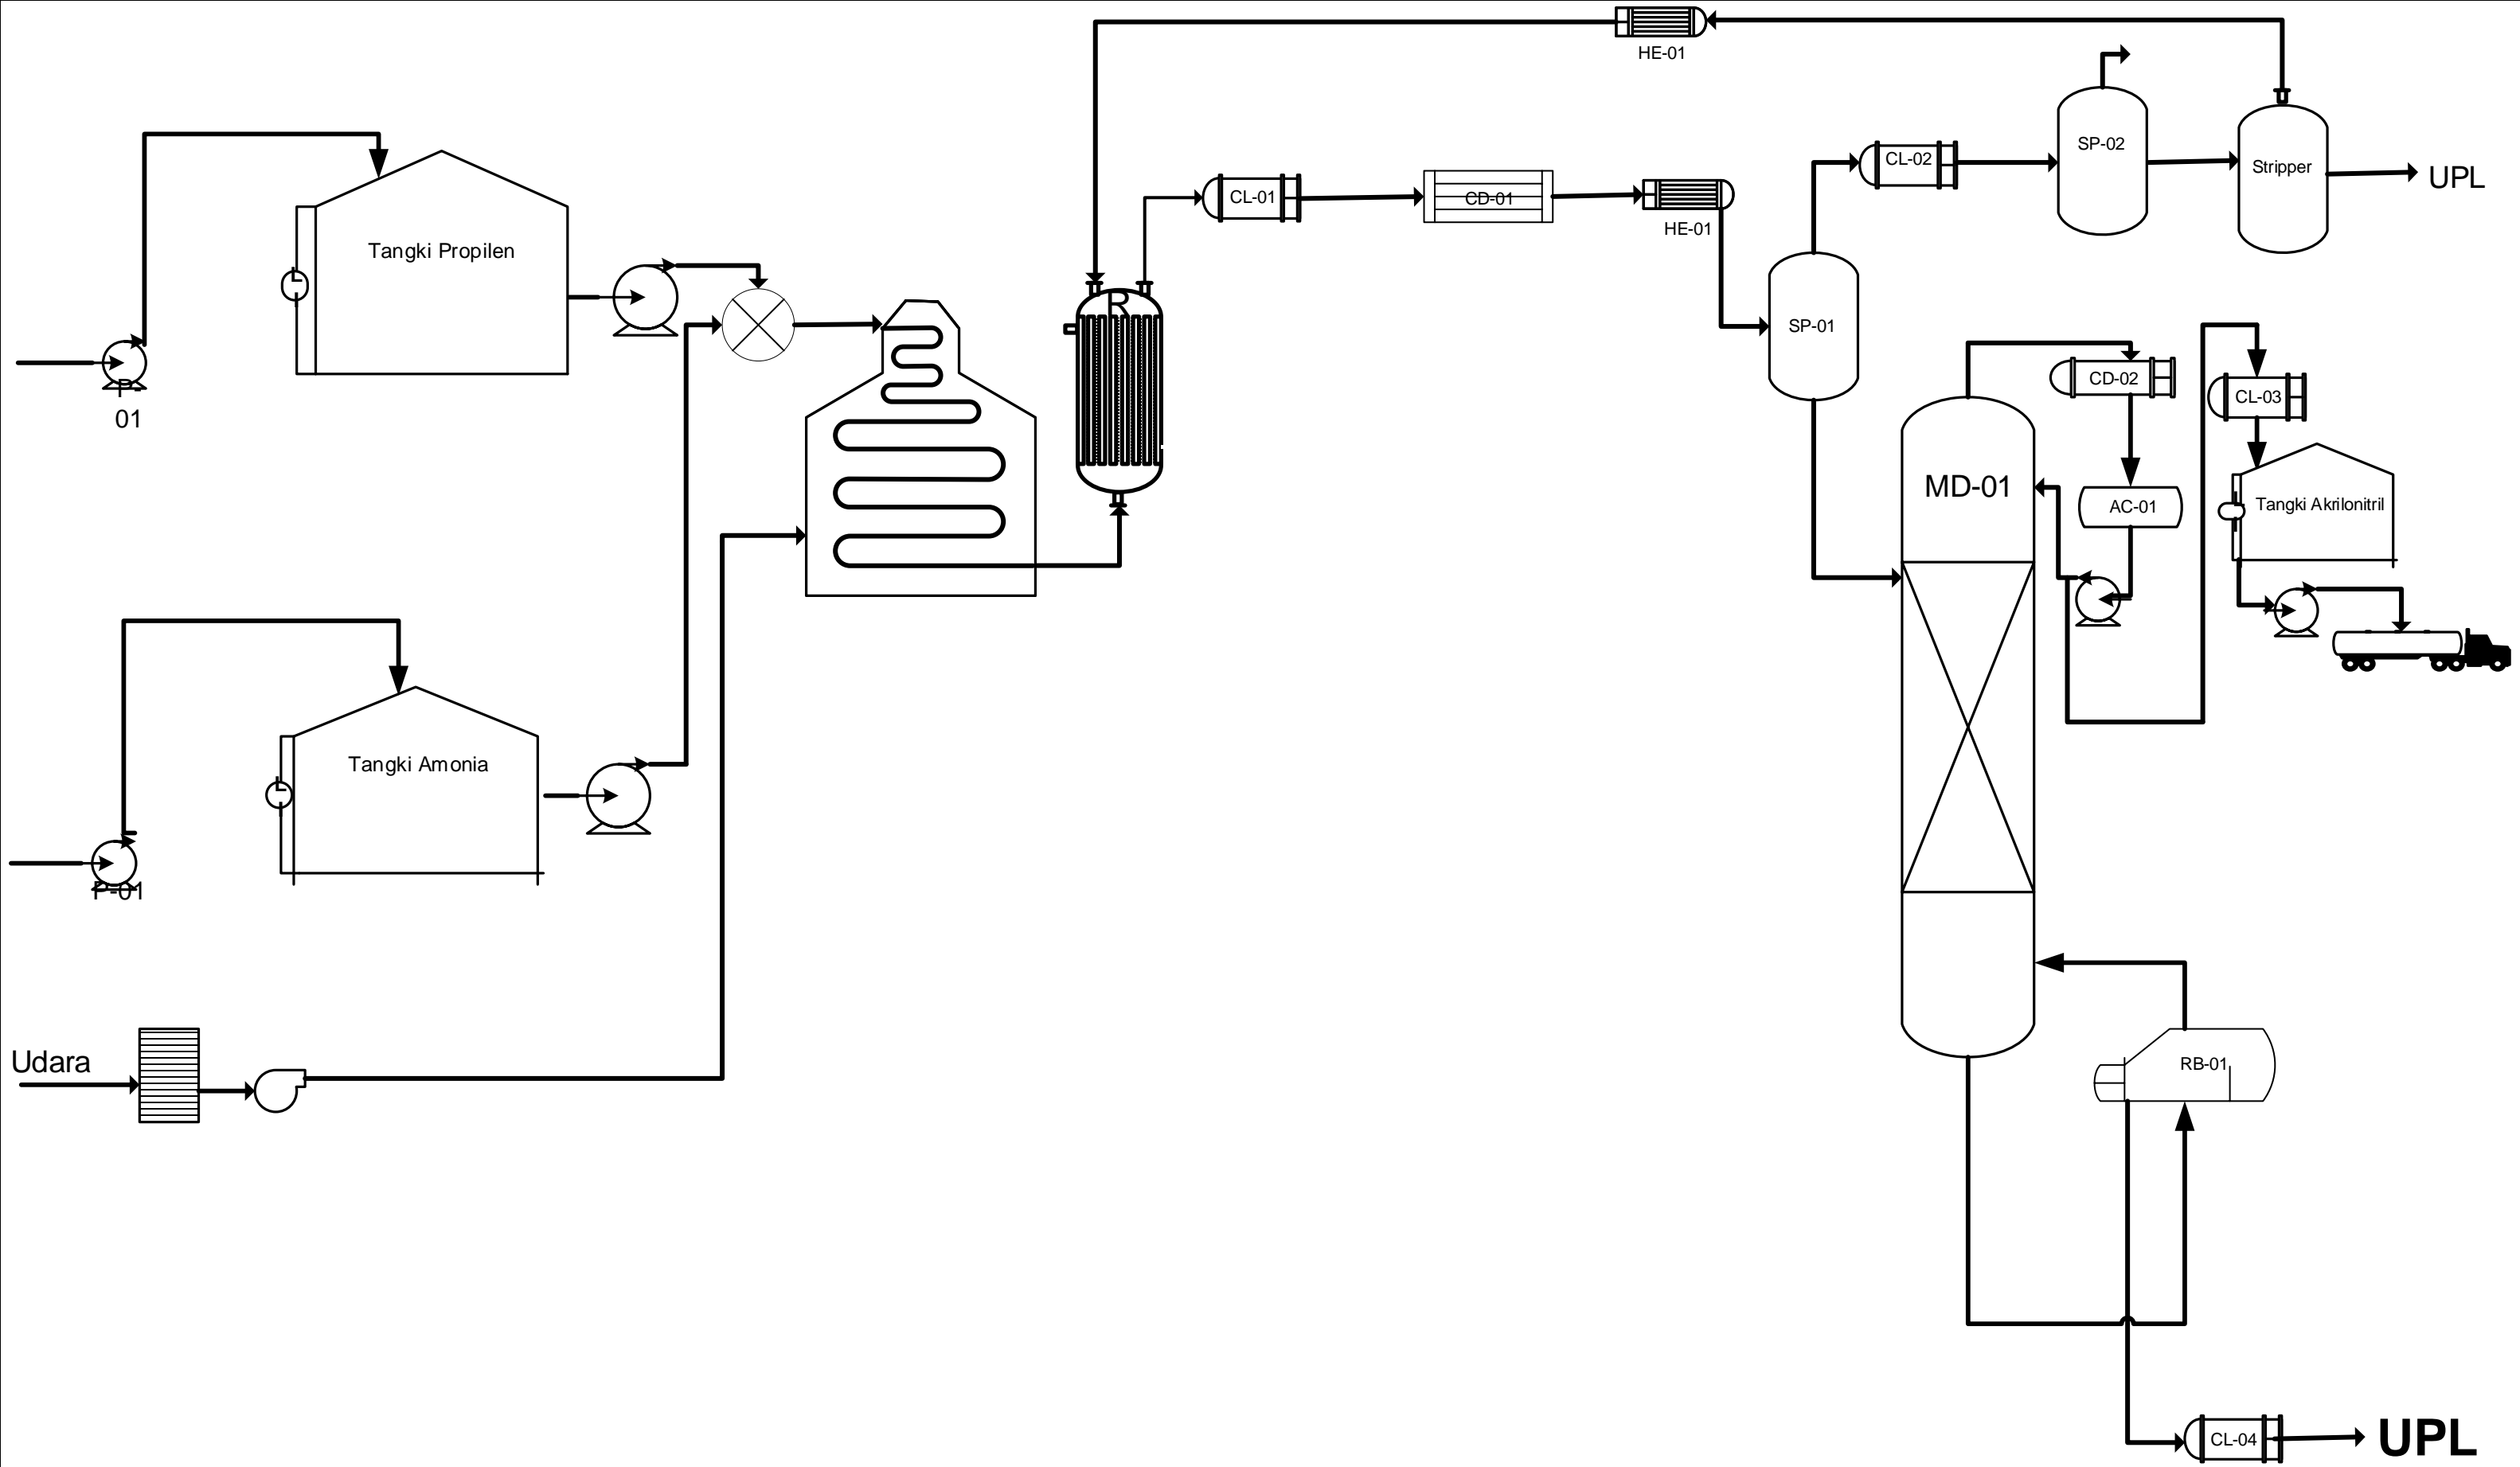 HE-01
SP-02
CL-02
Stripper
UPL
CL-01
CD-01
HE-01
Tangki Propilen
R
SP-01
P-
01
CD-02
CL-03
MD-01
AC-01
Tangki Akrilonitril
Tangki Amonia
P-01
Udara
RB-01
CL-04
UPL